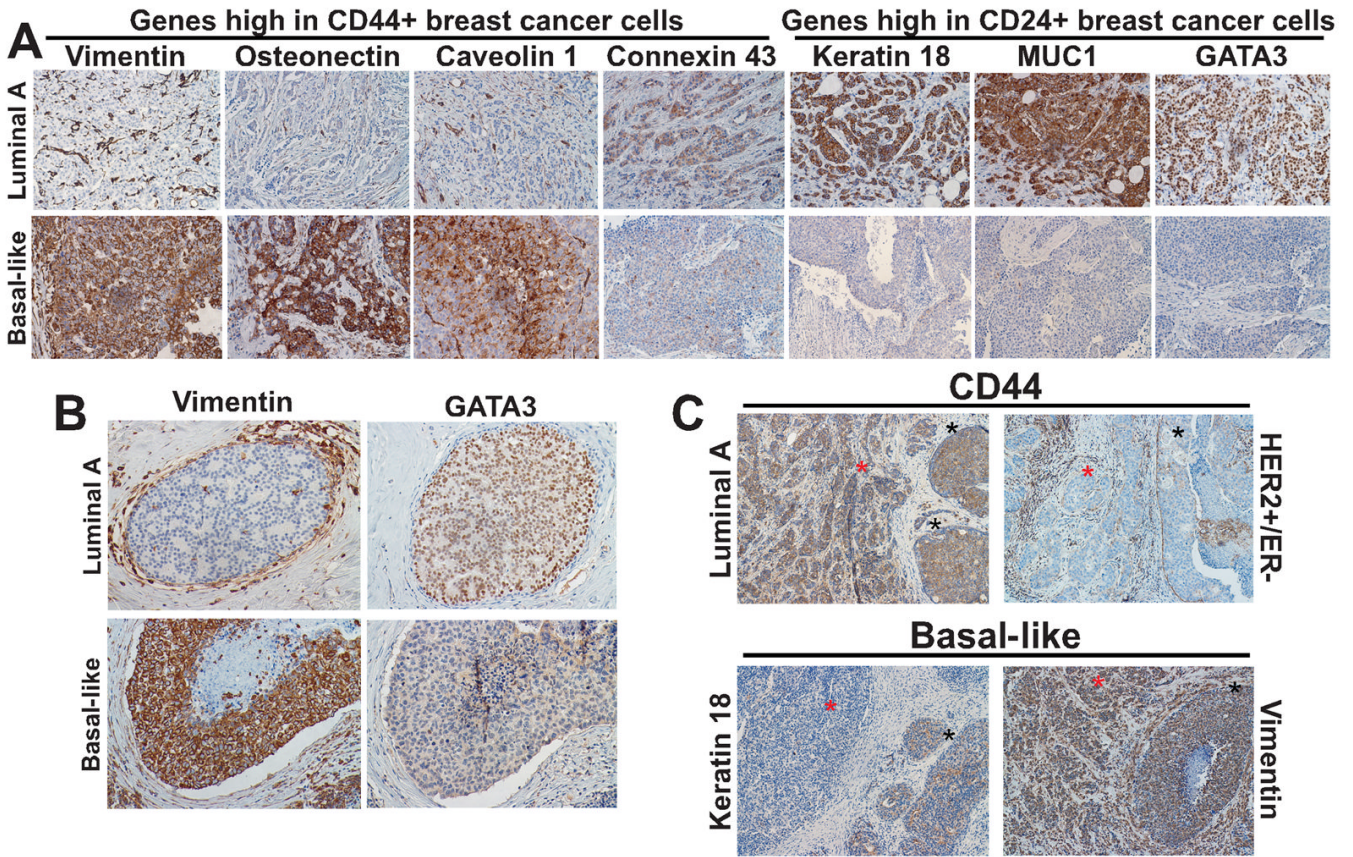 A
Genes high in CD44+ breast cancer cells
Genes high in CD24+ breast cancer cells
Vimentin
Osteonectin
Caveolin 1
Connexin 43
Keratin 18
MUC1
GATA3
Luminal A
Basal-like
B
Vimentin
GATA3
Luminal A
Basal-like
C
CD44
Luminal A
*
*
*
*
*
HER2+/ER-
Basal-like
Keratin 18
*
*
*
*
Vimentin